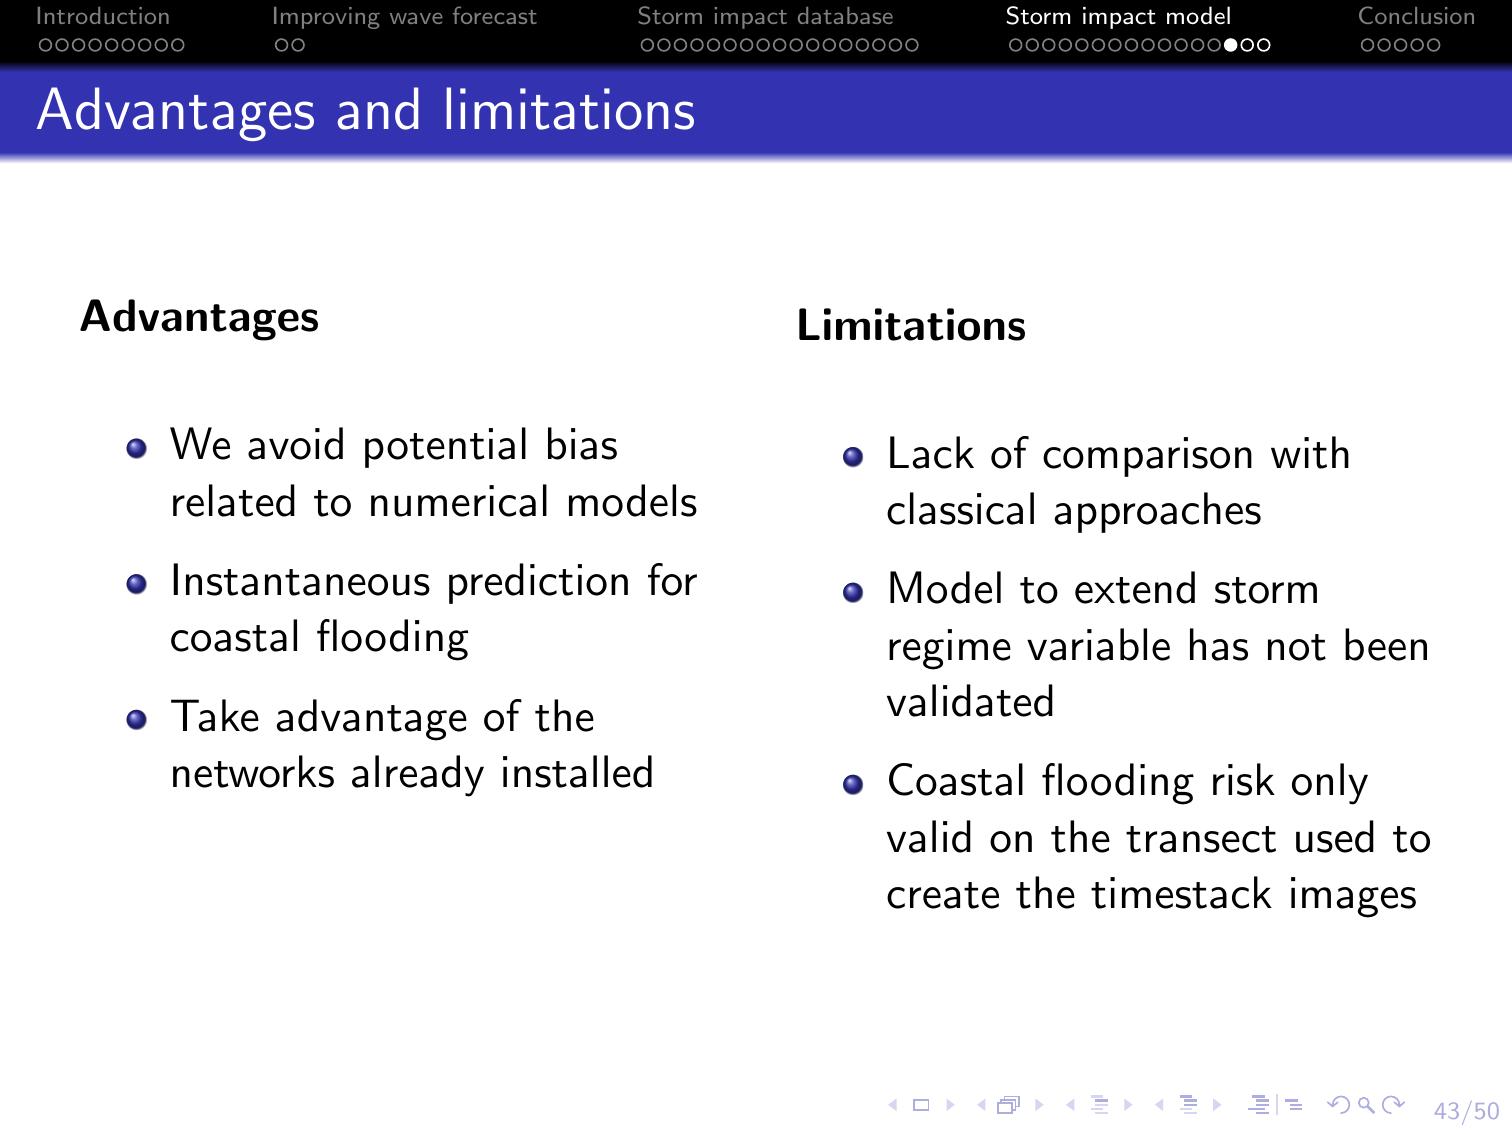 Introduction
Improving wave forecast
Storm impact database
Storm impact model
Conclusion
Advantages and limitations
Advantages
We avoid potential bias
related to numerical models
Instantaneous prediction for
coastal flooding
Take advantage of the
networks already installed
Limitations
Lack of comparison with
classical approaches
Model to extend storm
regime variable has not been
validated
Coastal flooding risk only
valid on the transect used to
create the timestack images
43/50